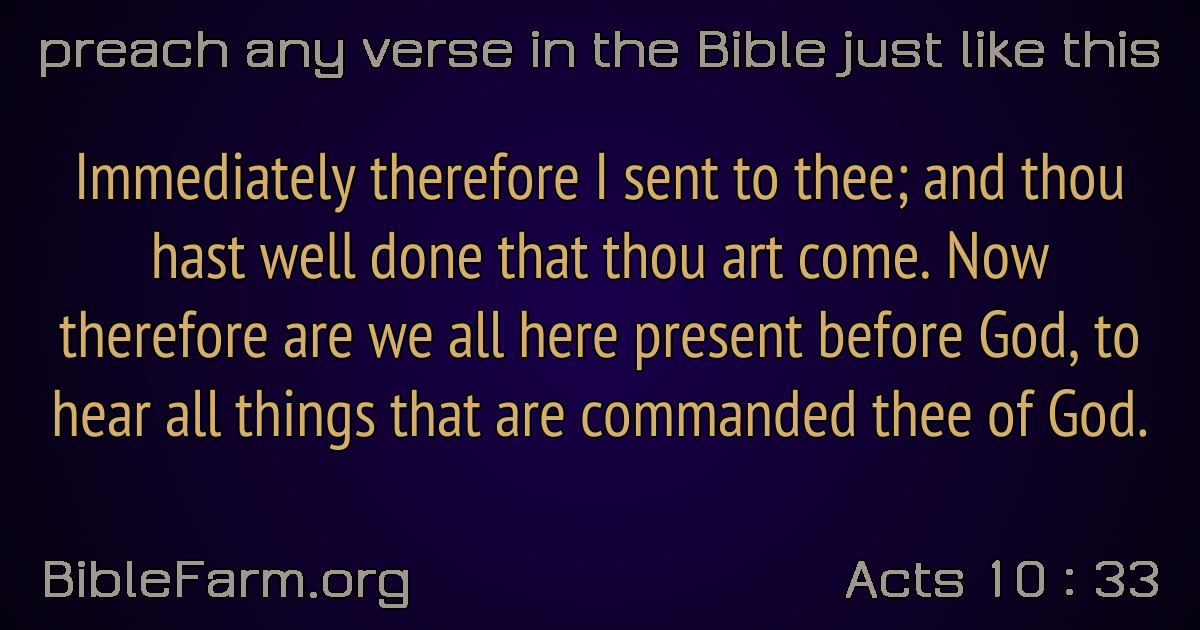 preach any verse in the Bible just like this
Immediately therefore I sent to thee; and thou
hast well done that thou art come. Now
therefore are we all here present before God, to
hear all things that are commanded thee of God.
BibleFarm.org
Acts 10 : 33